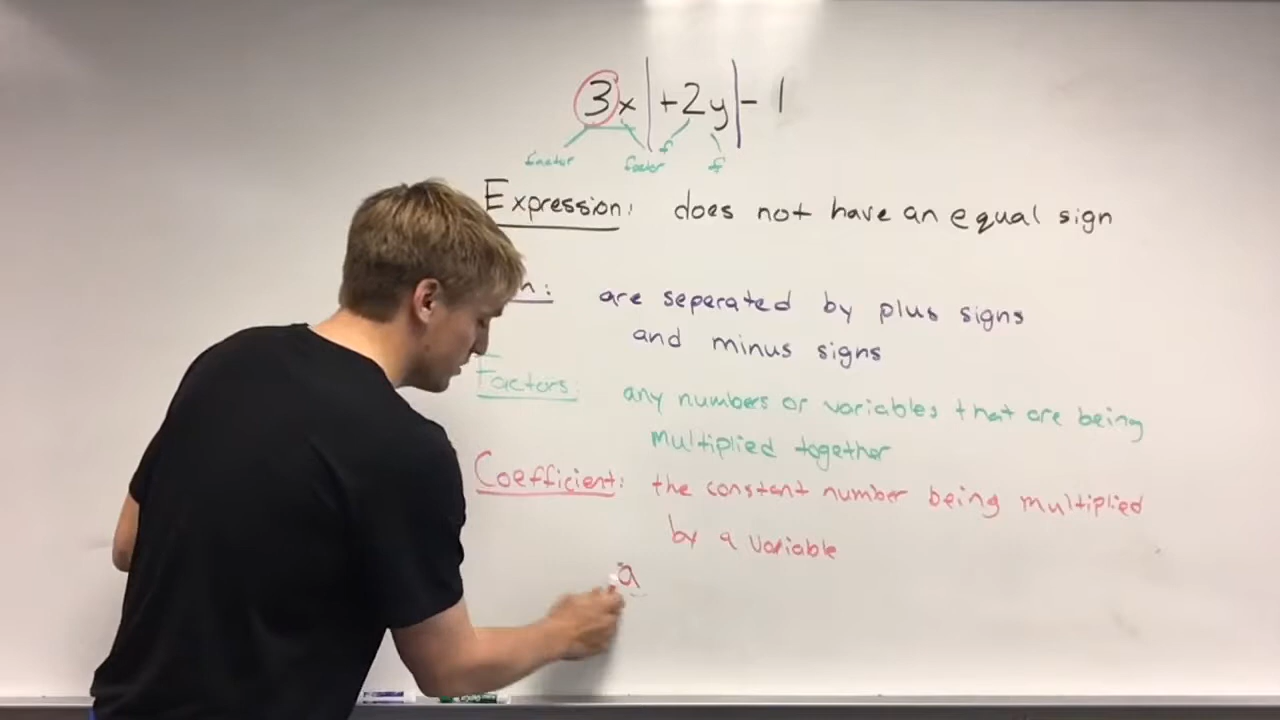 3x|+2y|- 1
factor factor f f
Expression: does not have an equal sign
are separated by plus signs
and minus signs
Factors: any numbers or variables that are being
multiplied together
Coefficient: the constant number being multiplied
by a variable
a